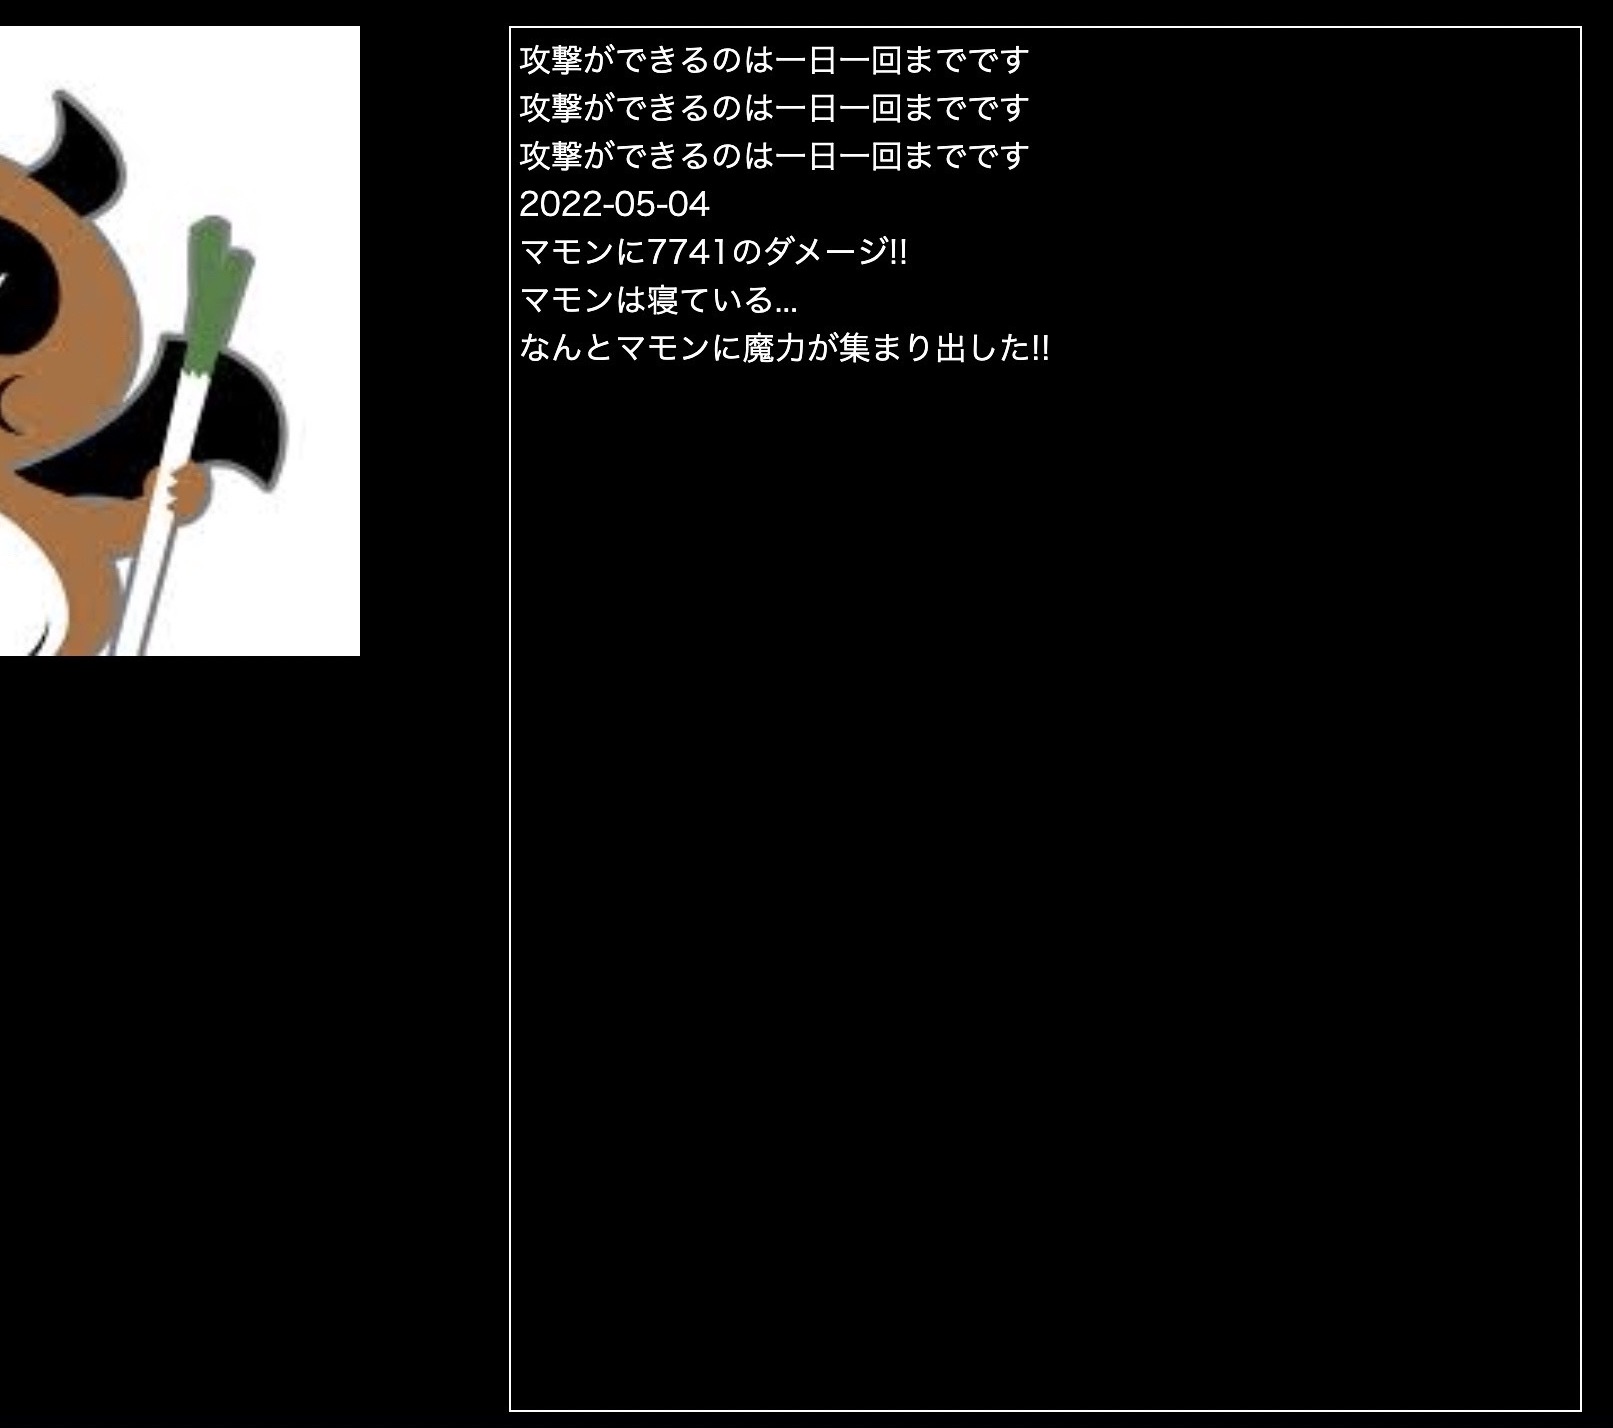 攻撃ができるのは一日一回までです
攻撃ができるのは一日一回までです
攻撃ができるのは一日一回までです
2022-05-04
マモンに7741のダメージ!!
マモンは寝ている...
なんとマモンに魔力が集まり出した!!